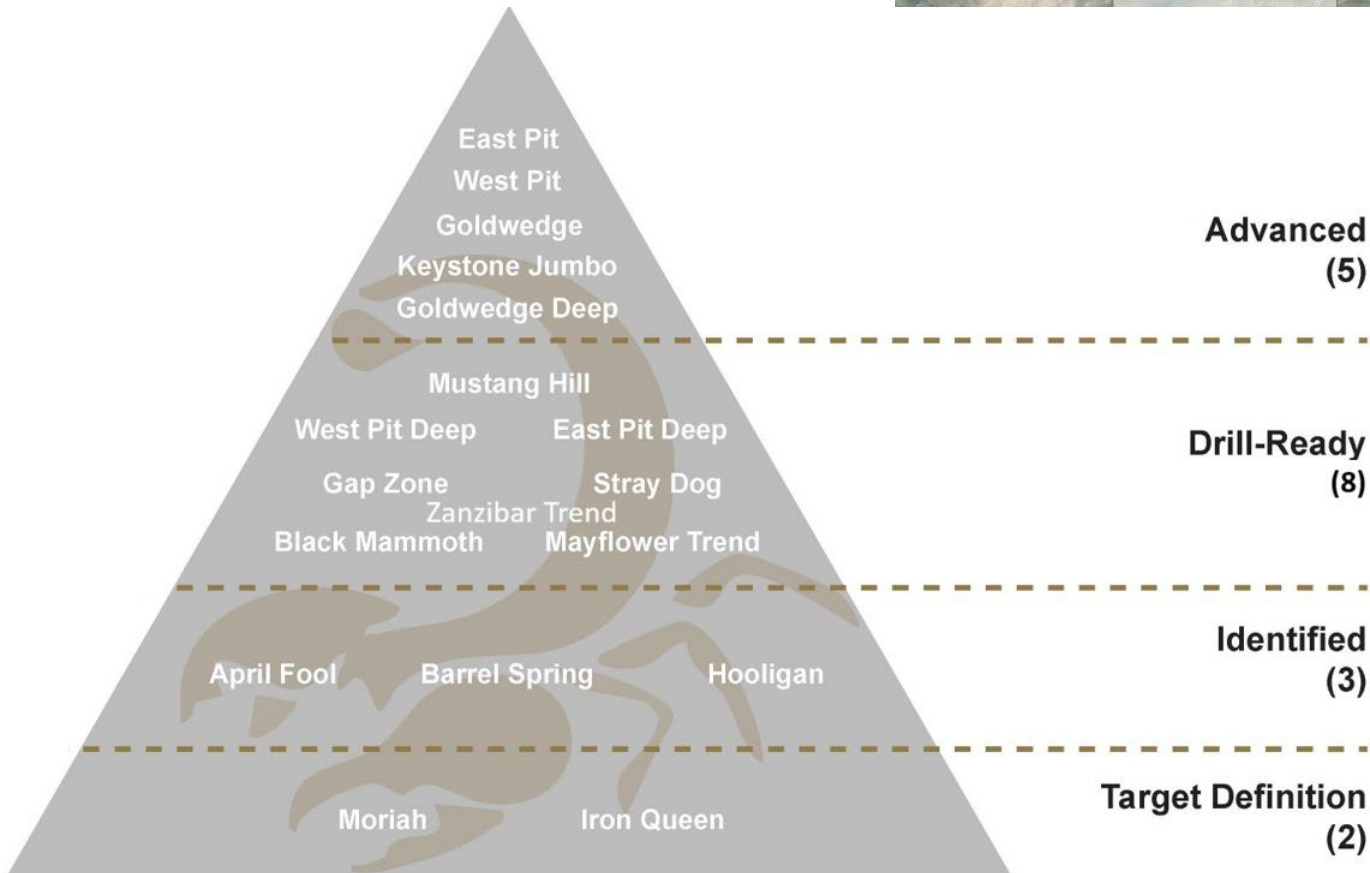 East Pit
West Pit
Goldwedge
Keystone Jumbo
Goldwedge Deep
Advanced
(5)
Mustang Hill
West Pit Deep East Pit Deep
Gap Zone Stray Dog
Zanzibar Trend
Black Mammoth Mayflower Trend
Drill-Ready
(8)
April Fool Barrel Spring Hooligan
Identified
(3)
Moriah Iron Queen
Target Definition
(2)